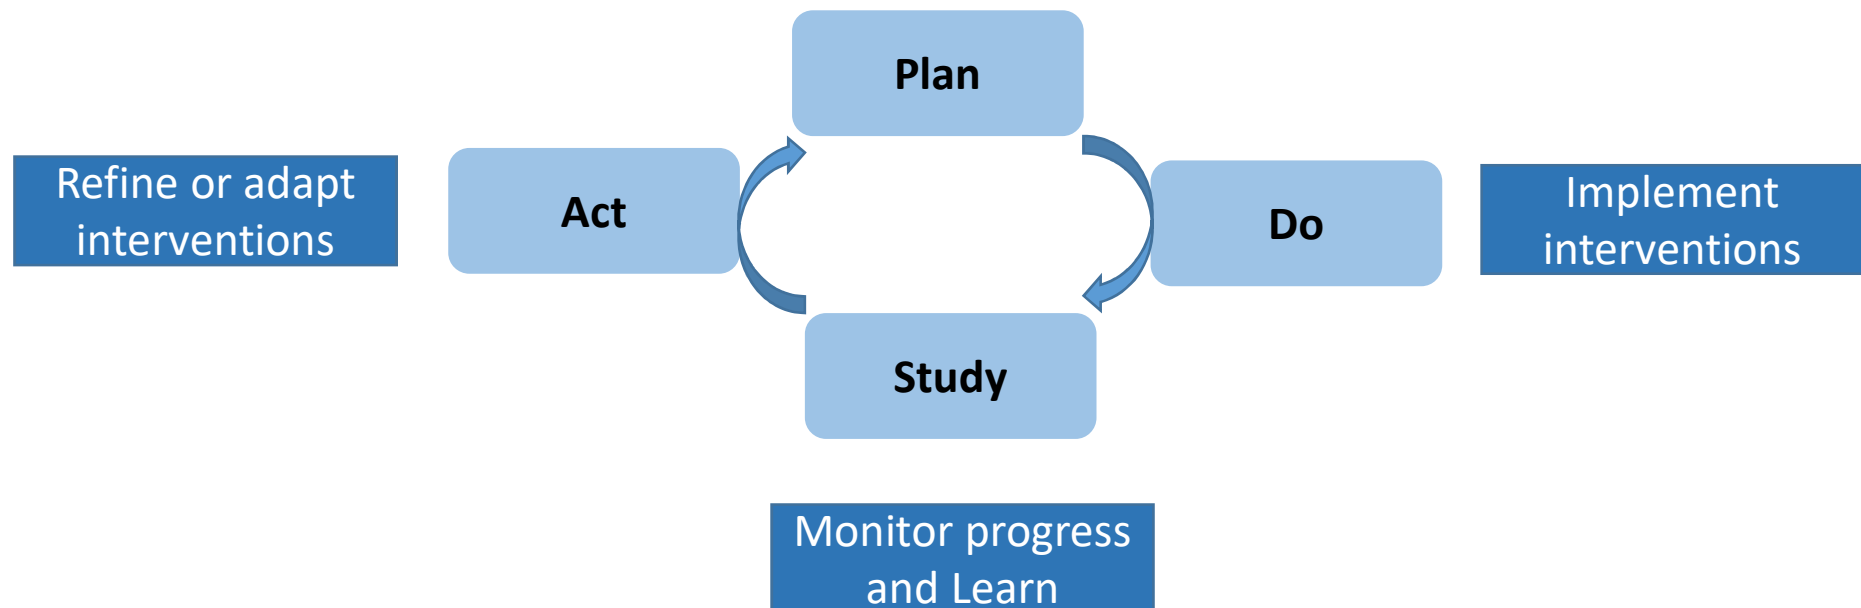 Plan
Refine or adapt
interventions
Act
Do
Implement
interventions
Study
Monitor progress
and Learn